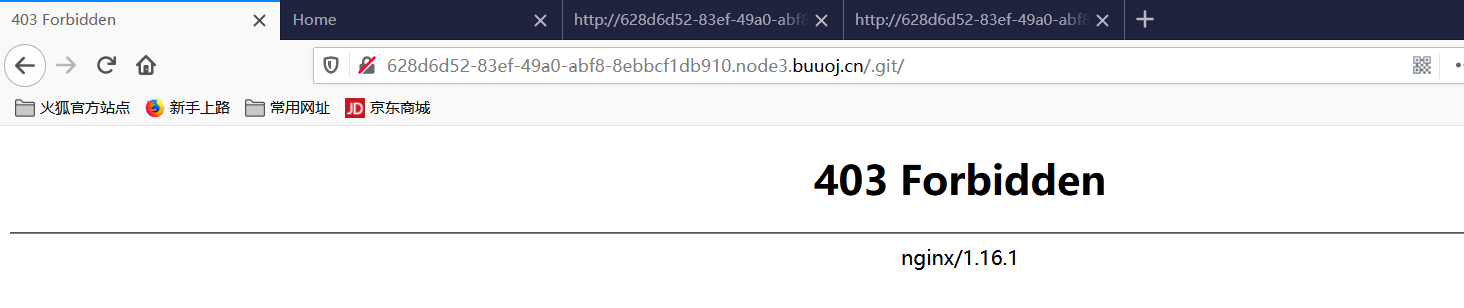 403 Forbidden
Home
http://628d6d52-83ef-49a0-abf8
http://628d6d52-83ef-49a0-abf8
628d6d52-83ef-49a0-abf8-8ebbcf1db910.node3.buuoj.cn/.git/
火狐官方站点 新手上路 常用网址 JD 京东商城
403 Forbidden
nginx/1.16.1